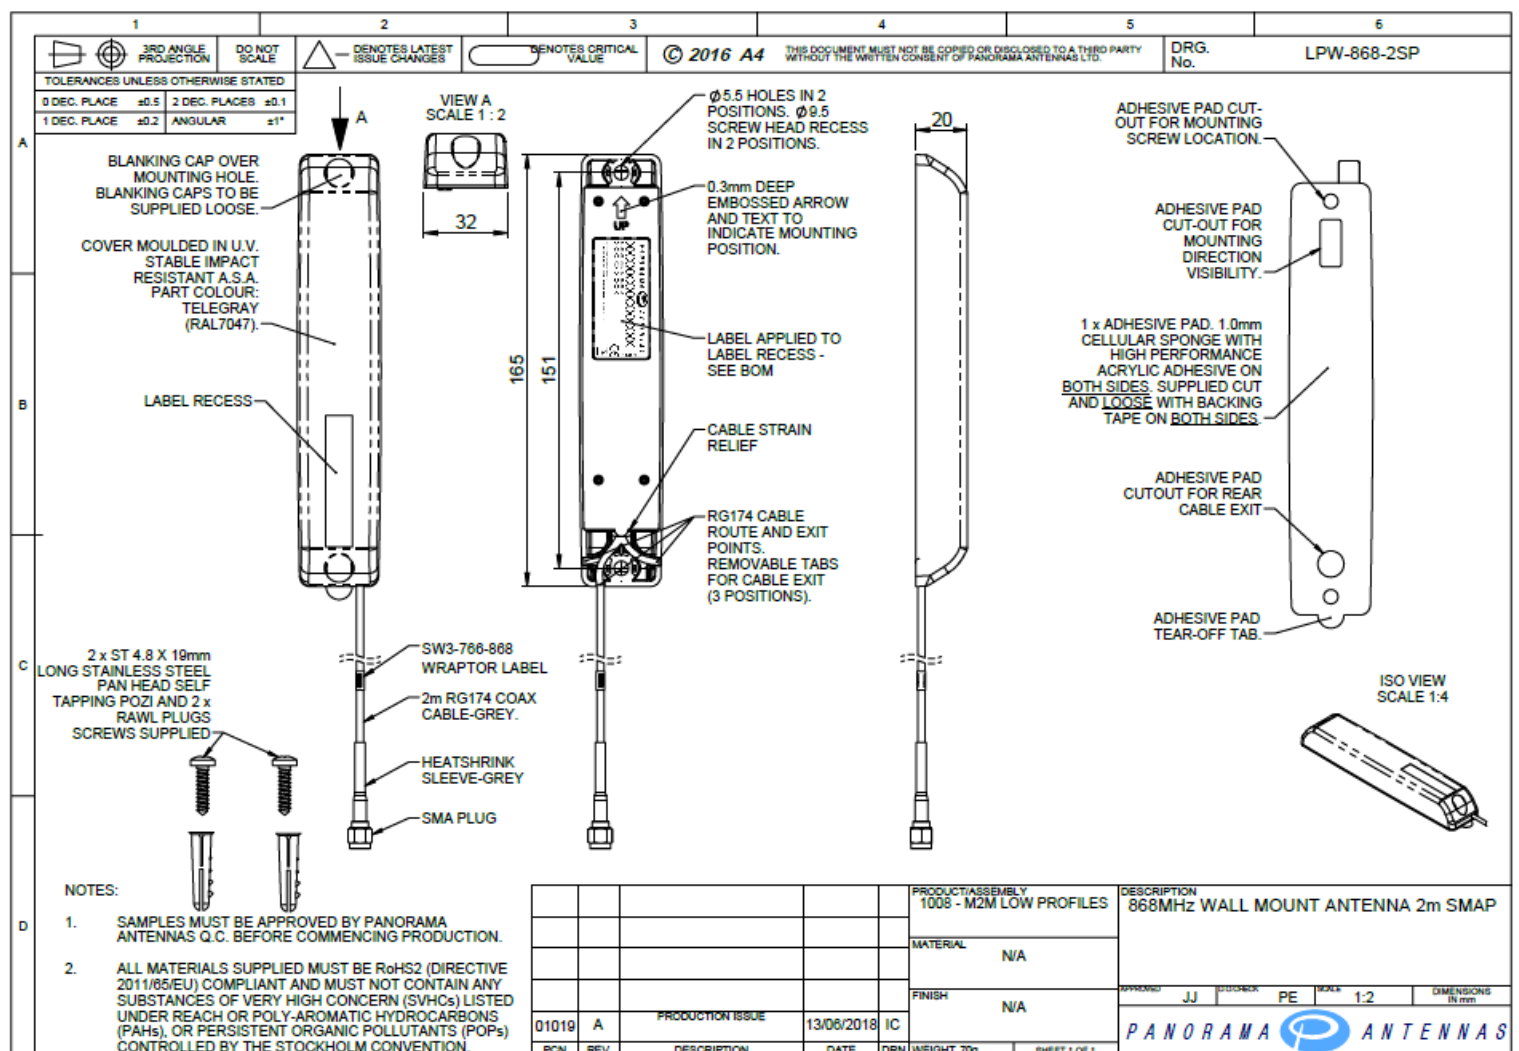 1 2 3 4 5 6
3RD ANGLE
PROJECTION
DO NOT
SCALE
DENOTES LATEST
ISSUE CHANGES
DENOTES CRITICAL
VALUE
© 2016 A4
THIS DOCUMENT MUST NOT BE COPIED OR DISCLOSED TO A THIRD PARTY
WITHOUT THE WRITTEN CONSENT OF PANORAMA ANTENNAS LTD.
DRG.
No.
LPW-868-2SP
TOLERANCES UNLESS OTHERWISE STATED
0 DEC. PLACE ±0.5 2 DEC. PLACES ±0.1
1 DEC. PLACE ±0.2 ANGULAR ±1°
A
B
C
D
A
VIEW A
SCALE 1 : 2
32
BLANKING CAP OVER
MOUNTING HOLE.
BLANKING CAPS TO BE
SUPPLIED LOOSE.
COVER MOULDED IN U.V.
STABLE IMPACT
RESISTANT A.S.A.
PART COLOUR:
TELEGRAY
(RAL7047).
LABEL RECESS
165
151
UP
Ø5.5 HOLES IN 2
POSITIONS. Ø9.5
SCREW HEAD RECESS
IN 2 POSITIONS.
0.3mm DEEP
EMBOSSED ARROW
AND TEXT TO
INDICATE MOUNTING
POSITION.
LABEL APPLIED TO
LABEL RECESS -
SEE BOM
CABLE STRAIN
RELIEF
RG174 CABLE
ROUTE AND EXIT
POINTS.
REMOVABLE TABS
FOR CABLE EXIT
(3 POSITIONS).
20
ADHESIVE PAD CUT-
OUT FOR MOUNTING
SCREW LOCATION.
ADHESIVE PAD
CUT-OUT FOR
MOUNTING
DIRECTION
VISIBILITY.
1 x ADHESIVE PAD. 1.0mm
CELLULAR SPONGE WITH
HIGH PERFORMANCE
ACRYLIC ADHESIVE ON
BOTH SIDES. SUPPLIED CUT
AND LOOSE WITH BACKING
TAPE ON BOTH SIDES.
ADHESIVE PAD
CUTOUT FOR REAR
CABLE EXIT
ADHESIVE PAD
TEAR-OFF TAB.
ISO VIEW
SCALE 1:4
2 x ST 4.8 X 19mm
LONG STAINLESS STEEL
PAN HEAD SELF
TAPPING POZI AND 2 x
RAWL PLUGS
SCREWS SUPPLIED
SW3-766-868
WRAPTOR LABEL
2m RG174 COAX
CABLE-GREY.
HEATSHRINK
SLEEVE-GREY
SMA PLUG
NOTES:
1. SAMPLES MUST BE APPROVED BY PANORAMA
ANTENNAS Q.C. BEFORE COMMENCING PRODUCTION.
2. ALL MATERIALS SUPPLIED MUST BE RoHS2 (DIRECTIVE
2011/65/EU) COMPLIANT AND MUST NOT CONTAIN ANY
SUBSTANCES OF VERY HIGH CONCERN (SVHCs) LISTED
UNDER REACH OR POLY-AROMATIC HYDROCARBONS
(PAHs), OR PERSISTENT ORGANIC POLLUTANTS (POPs)
CONTROLLED BY THE STOCKHOLM CONVENTION.
01019 A PRODUCTION ISSUE 13/06/2018 IC
PCN REV DESCRIPTION DATE DRN
PRODUCT/ASSEMBLY
1008 - M2M LOW PROFILES
MATERIAL
N/A
FINISH
N/A
WEIGHT 70g SHEET 1 OF 1
DESCRIPTION
868MHz WALL MOUNT ANTENNA 2m SMAP
APPROVED JJ PE SCALE 1:2 DIMENSIONS
IN mm
PANORAMA ANTENNAS